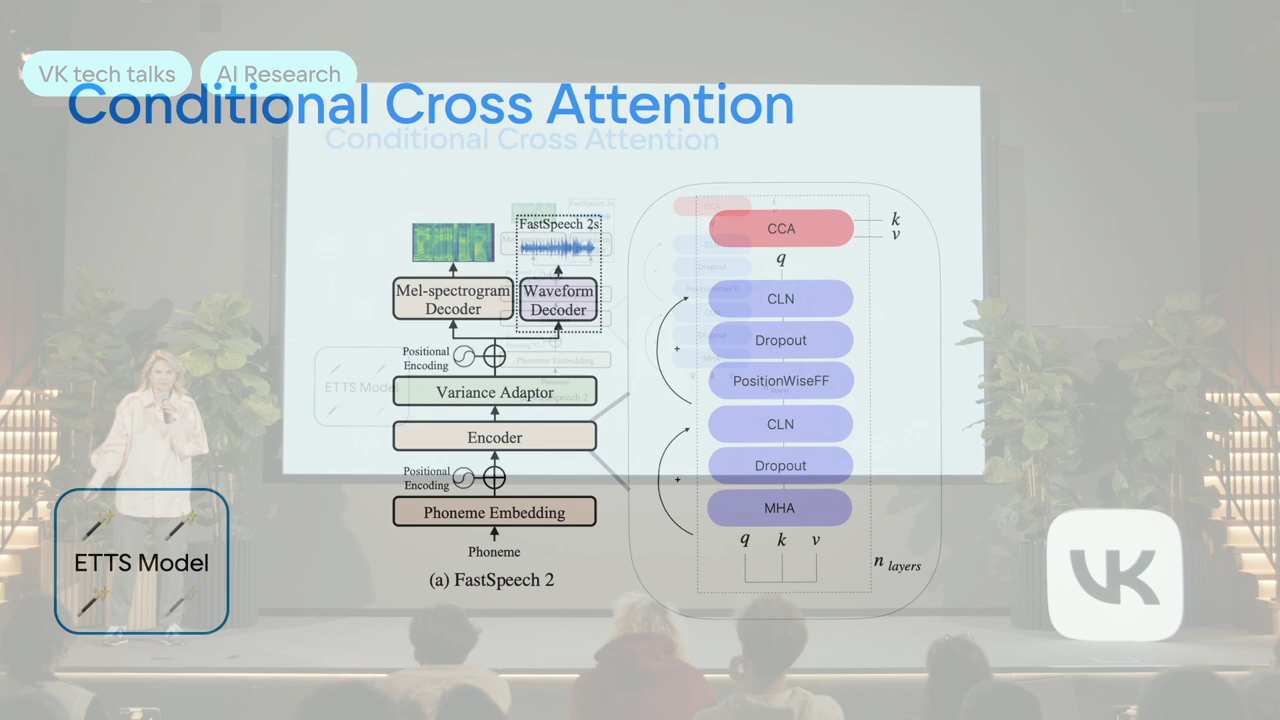 VK tech talks
AI Research
Conditional Cross Attention
Conditional Cross Attention
FastSpeech 2s
Mel-spectrogram
Decoder
Waveform
Decoder
Positional
Encoding
Variance Adaptor
Encoder
Positional
Encoding
Phoneme Embedding
Phoneme
(a) FastSpeech 2
CCA
k
v
q
CLN
Dropout
+
PositionWiseFF
CLN
Dropout
+
MHA
q k v
n layers
ETTS Model
ETTS Model
VK